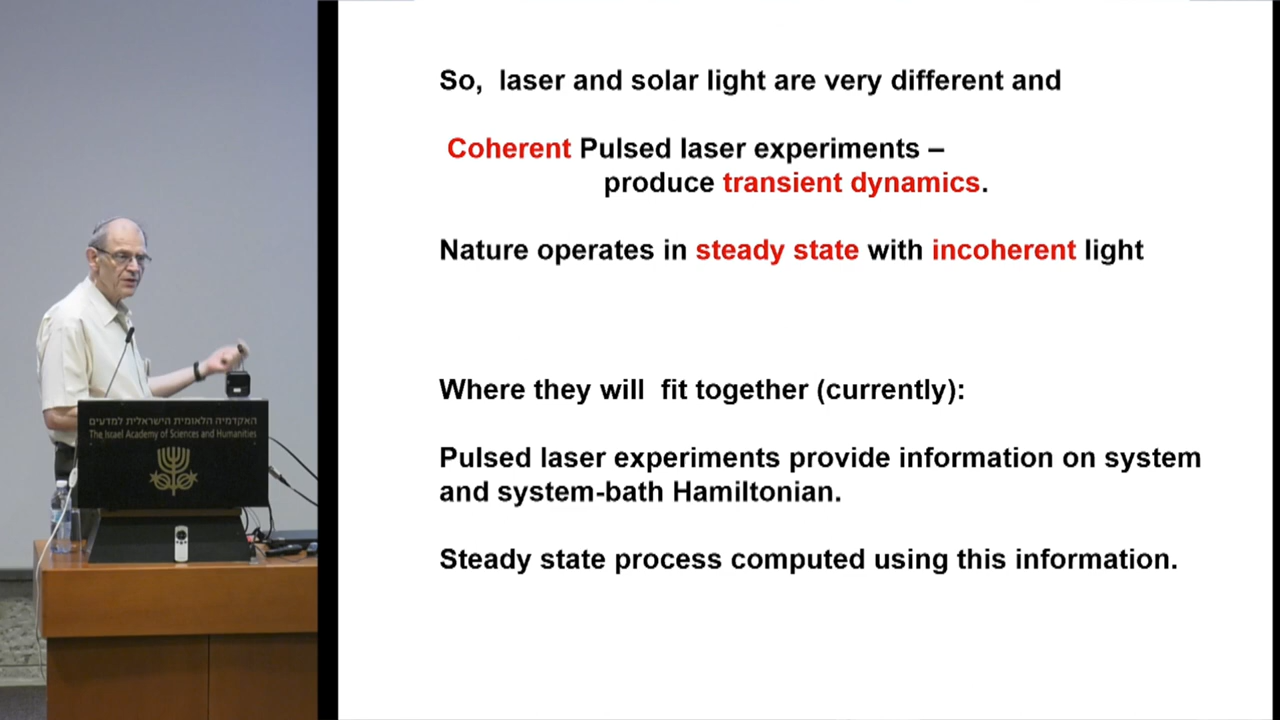 So, laser and solar light are very different and
Coherent Pulsed laser experiments –
produce transient dynamics.
Nature operates in steady state with incoherent light
Where they will fit together (currently):
Pulsed laser experiments provide information on system
and system-bath Hamiltonian.
Steady state process computed using this information.
האקדמיה הלאומית הישראלית למדעים
The Israel Academy of Sciences and Humanities